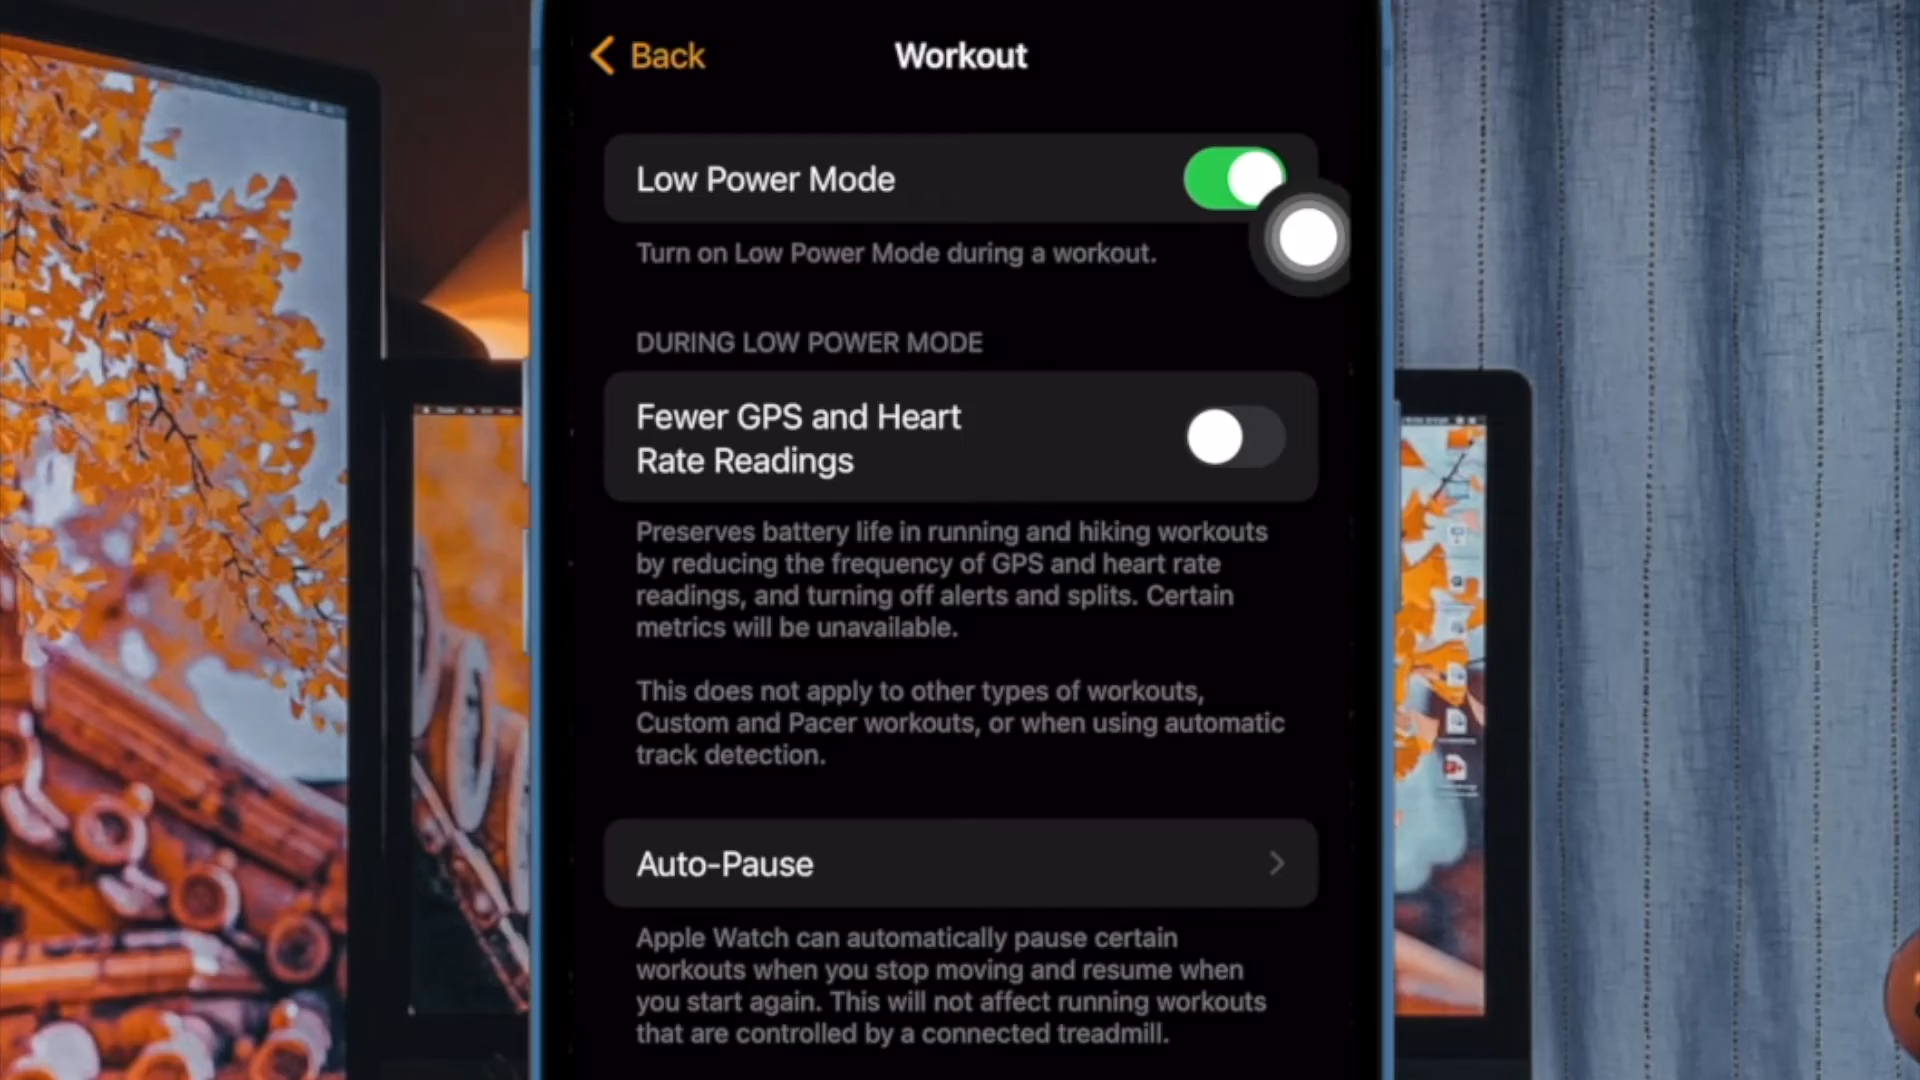 Back
Workout
Low Power Mode
Turn on Low Power Mode during a workout.
DURING LOW POWER MODE
Fewer GPS and Heart
Rate Readings
Preserves battery life in running and hiking workouts
by reducing the frequency of GPS and heart rate
readings, and turning off alerts and splits. Certain
metrics will be unavailable.
This does not apply to other types of workouts,
Custom and Pacer workouts, or when using automatic
track detection.
Auto-Pause
Apple Watch can automatically pause certain
workouts when you stop moving and resume when
you start again. This will not affect running workouts
that are controlled by a connected treadmill.